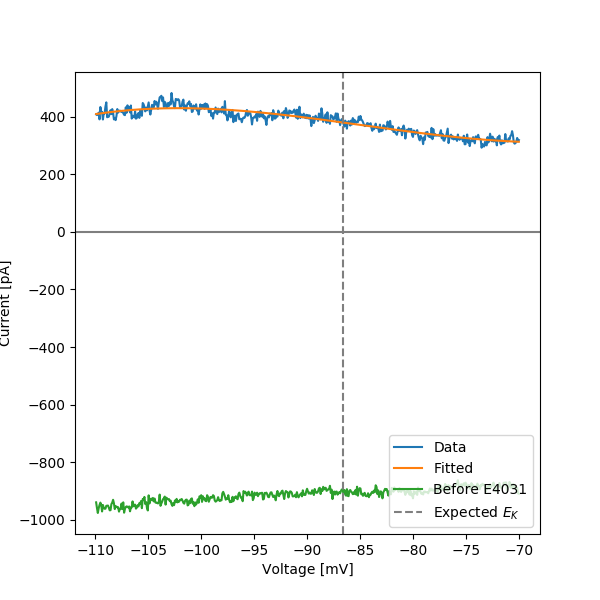 400
200
0
−200
−400
−600
−800
−1000
Current [pA]
−110
−105
−100
−95
−90
−85
−80
−75
−70
Voltage [mV]
Data
Fitted
Before E4031
Expected E_K